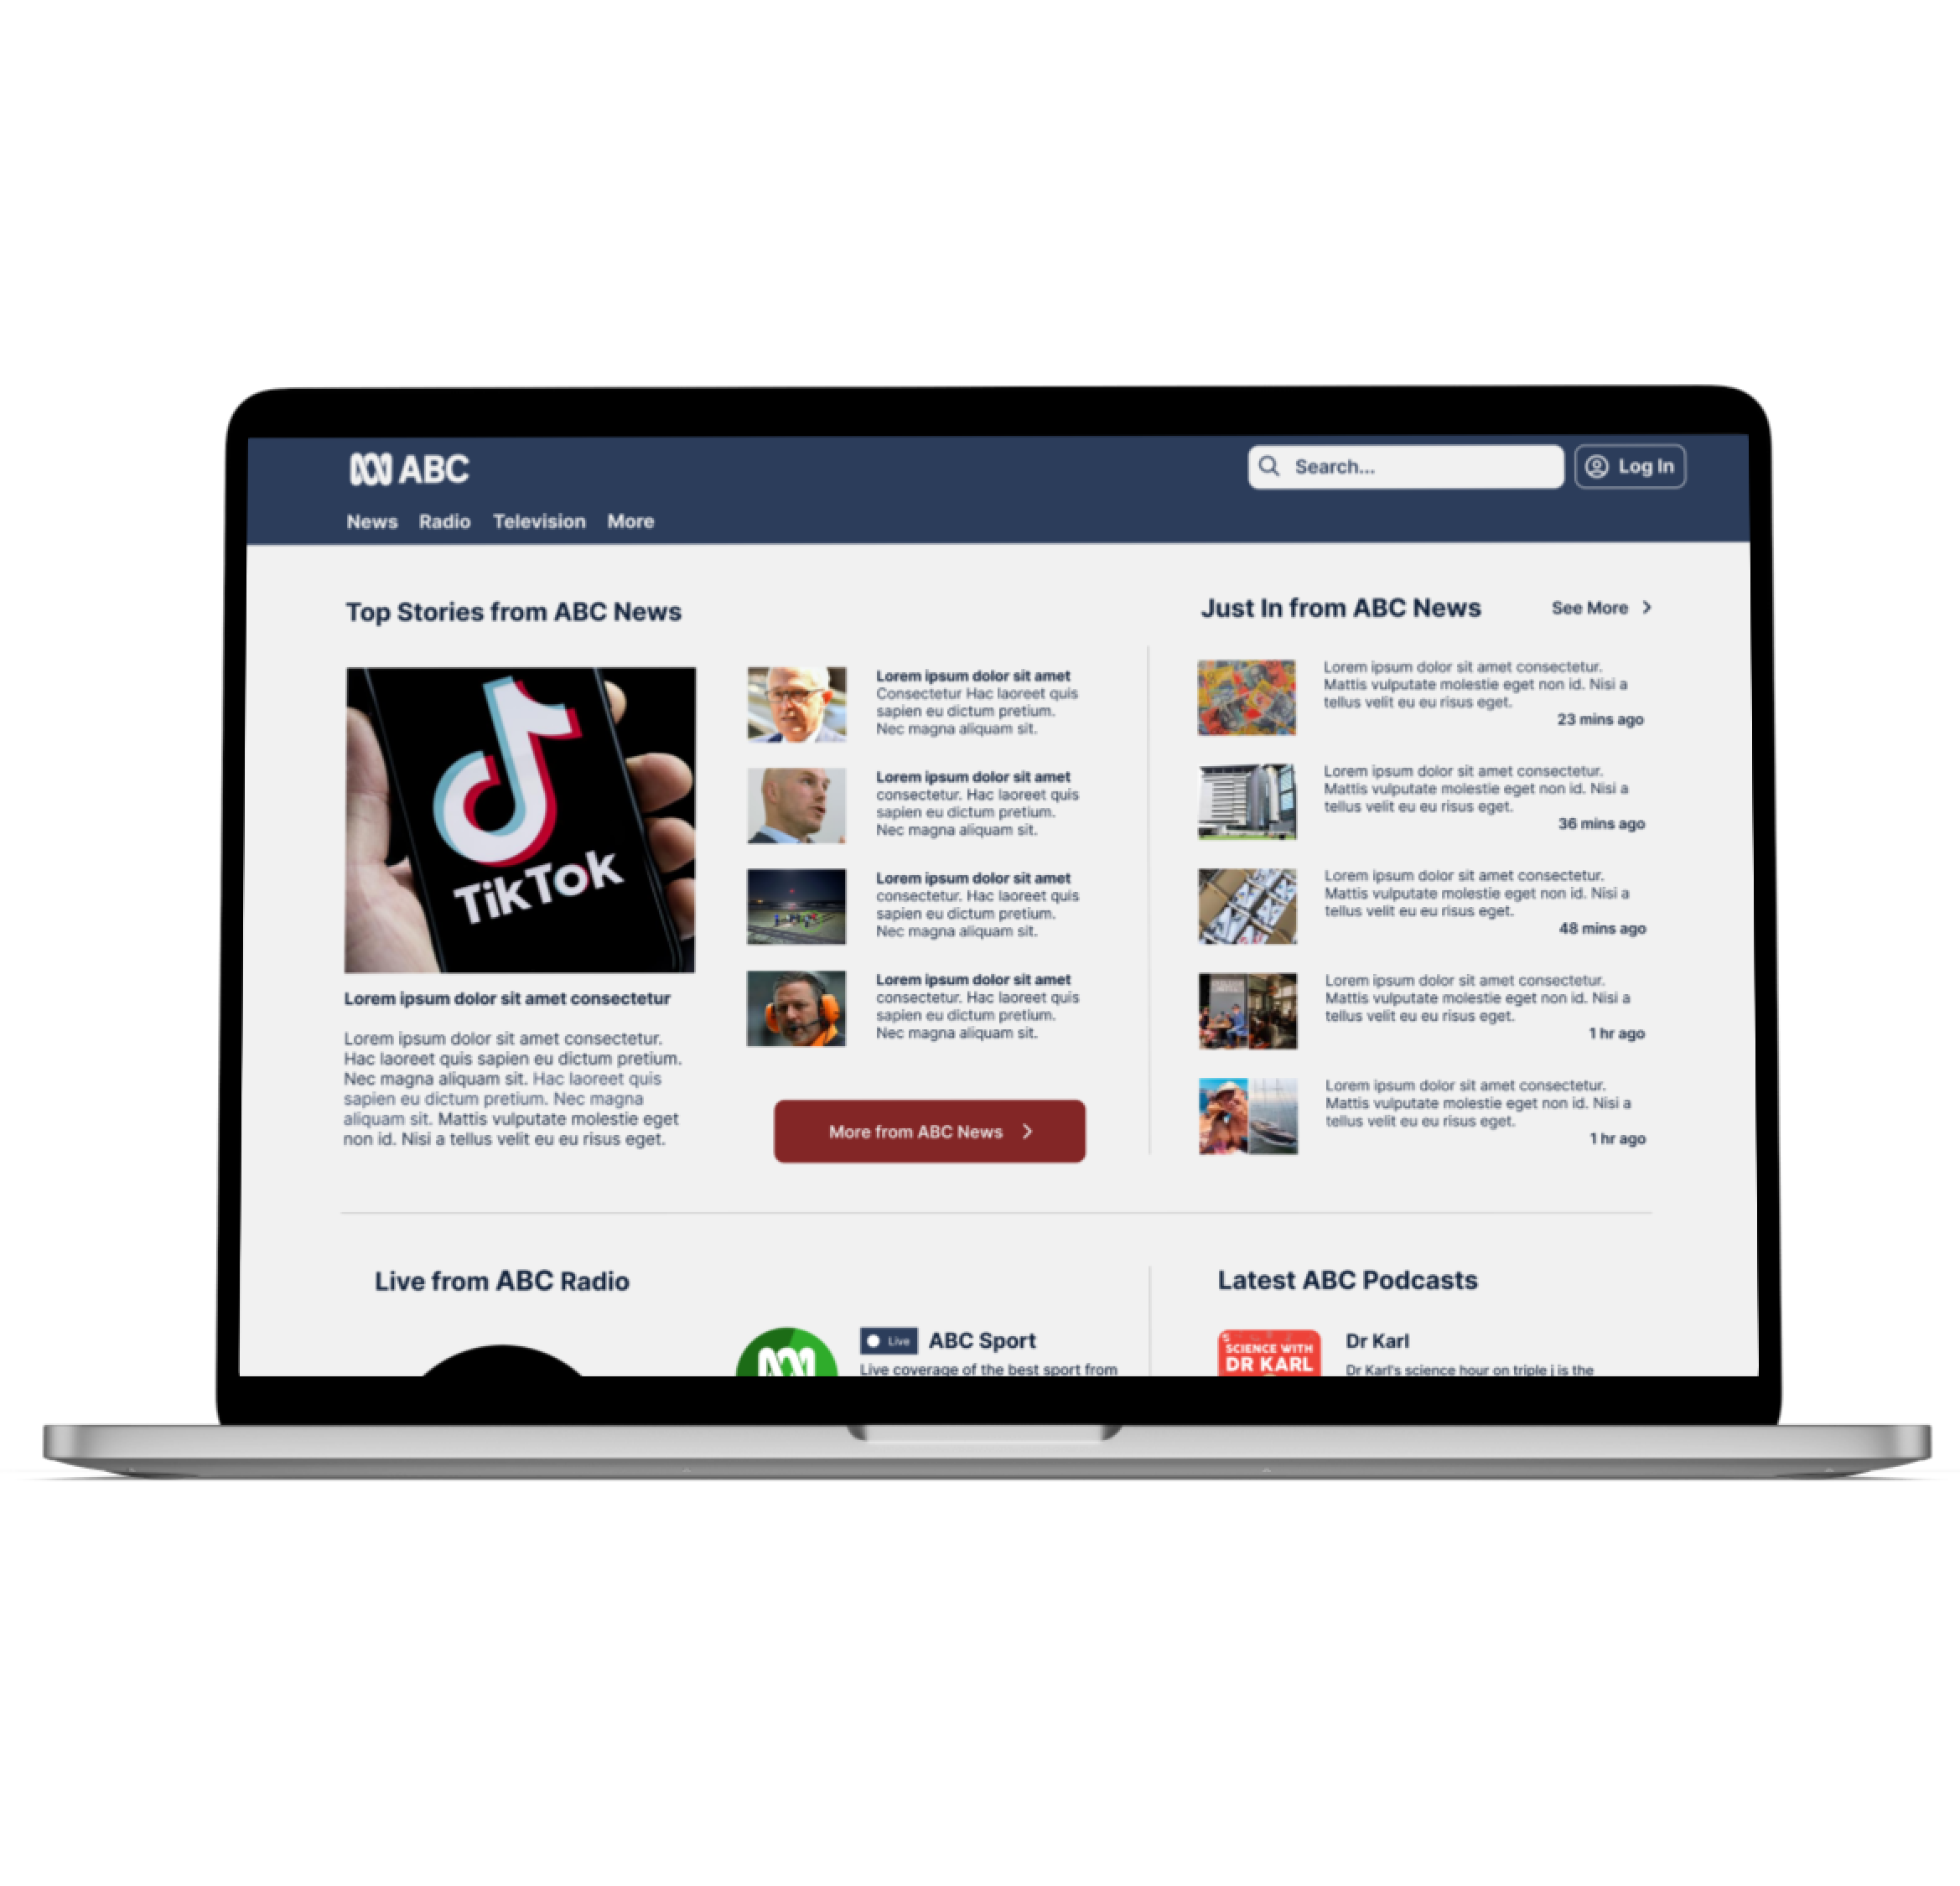 ABC
Search...
Log In
News Radio Television More
Top Stories from ABC News
TikTok
Lorem ipsum dolor sit amet consectetur
Lorem ipsum dolor sit amet consectetur.
Hac laoreet quis sapien eu dictum pretium.
Nec magna aliquam sit. Hac laoreet quis
sapien eu dictum pretium. Nec magna
aliquam sit. Mattis vulputate molestie eget
non id. Nisi a tellus velit eu eu risus eget.
Lorem ipsum dolor sit amet
Consectetur Hac laoreet quis
sapien eu dictum pretium.
Nec magna aliquam sit.
Lorem ipsum dolor sit amet
consectetur. Hac laoreet quis
sapien eu dictum pretium.
Nec magna aliquam sit.
Lorem ipsum dolor sit amet
consectetur. Hac laoreet quis
sapien eu dictum pretium.
Nec magna aliquam sit.
Lorem ipsum dolor sit amet
consectetur. Hac laoreet quis
sapien eu dictum pretium.
Nec magna aliquam sit.
More from ABC News
Just In from ABC News
See More
Lorem ipsum dolor sit amet consectetur.
Mattis vulputate molestie eget non id. Nisi a
tellus velit eu eu risus eget.
23 mins ago
Lorem ipsum dolor sit amet consectetur.
Mattis vulputate molestie eget non id. Nisi a
tellus velit eu eu risus eget.
36 mins ago
Lorem ipsum dolor sit amet consectetur.
Mattis vulputate molestie eget non id. Nisi a
tellus velit eu eu risus eget.
48 mins ago
Lorem ipsum dolor sit amet consectetur.
Mattis vulputate molestie eget non id. Nisi a
tellus velit eu eu risus eget.
1 hr ago
Lorem ipsum dolor sit amet consectetur.
Mattis vulputate molestie eget non id. Nisi a
tellus velit eu eu risus eget.
1 hr ago
Live from ABC Radio
Live
ABC Sport
Live coverage of the best sport from
Latest ABC Podcasts
SCIENCE WITH
DR KARL
Dr Karl
Dr Karl's science hour on triple j is the